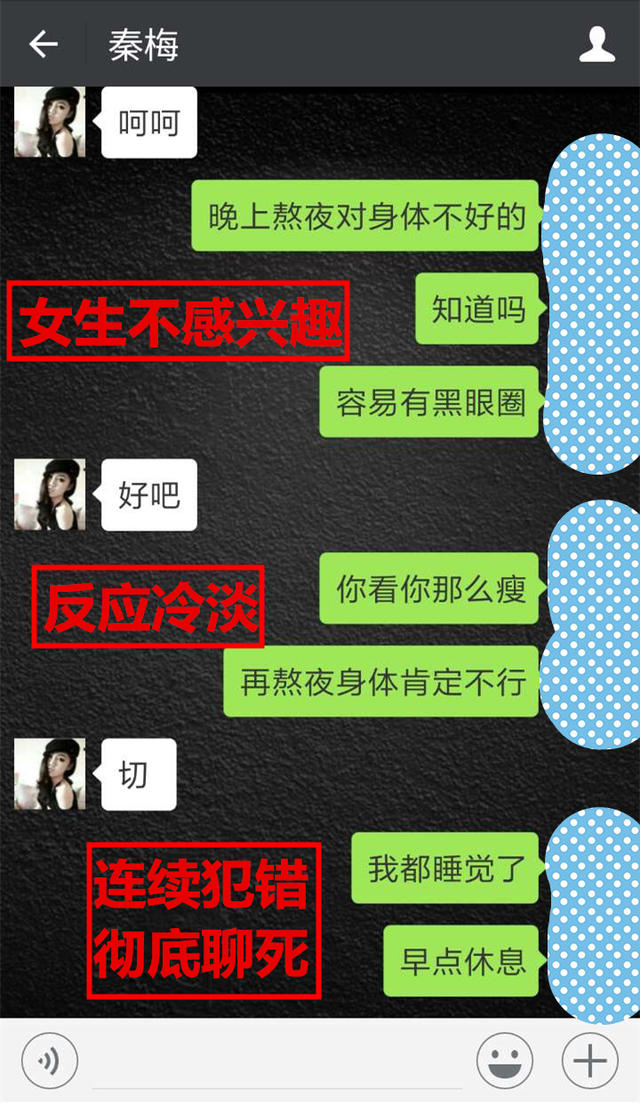 秦梅
呵呵
晚上熬夜对身体不好的
知道吗
女生不感兴趣
容易有黑眼圈
好吧
你看你那么瘦
反应冷淡
再熬夜身体肯定不行
切
我都睡觉了
连续犯错
彻底聊死
早点休息